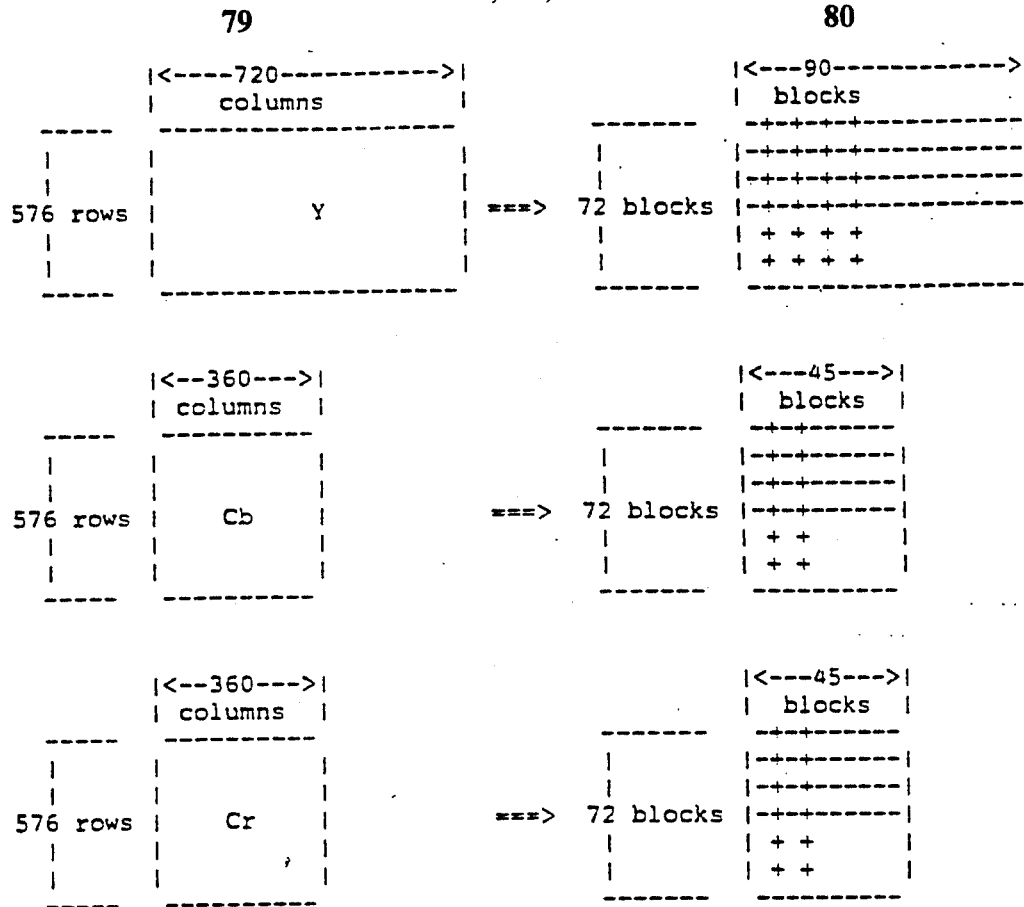 79 80
|<----720----------->| |<---90------------>
| columns | | blocks
----- -------------------- ------- -+-+-+-+-----------
| | | | |-+-+-+-+-----------
| | | | |-+-+-+-+-----------
576 rows | Y | ===> 72 blocks |-+-+-+-+-----------
| | | | | + + + +
| | | | | + + + +
----- -------------------- ------- -------------------
|<--360--->| |<---45--->|
| columns | | blocks |
----- ---------- ------- -+-+------
| | | | |-+-+------|
| | | | |-+-+------|
576 rows | Cb | ===> 72 blocks |-+-+------|
| | | | | + + |
| | | | | + + |
----- ---------- ------- ----------
|<--360--->| |<---45--->|
| columns | | blocks |
----- ---------- ------- -+-+------
| | | | |-+-+------|
| | | | |-+-+------|
576 rows | Cr | ===> 72 blocks |-+-+------|
| | | | | + + |
| | | | | + + |
----- ---------- ------- ----------